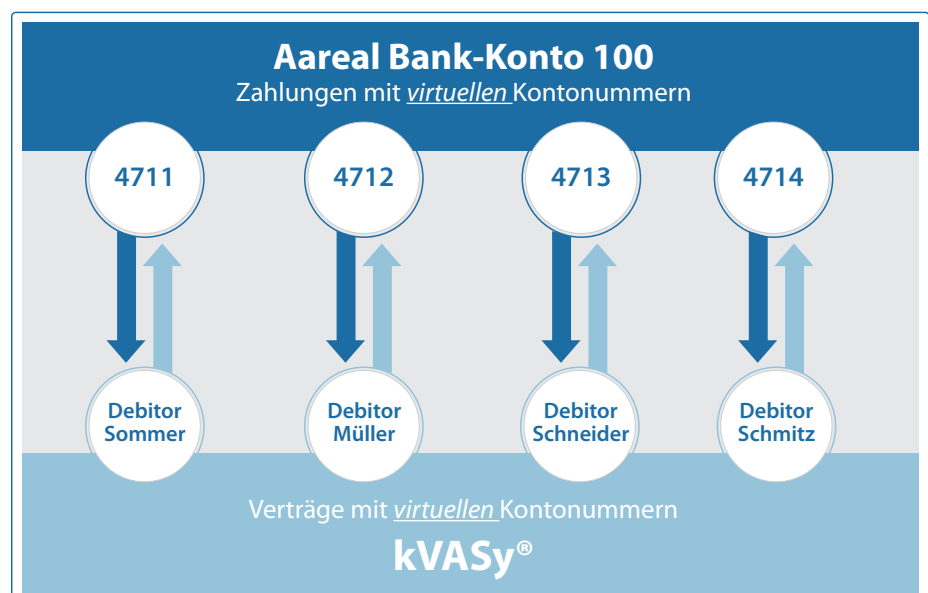 Aareal Bank-Konto 100
Zahlungen mit virtuellen Kontonummern
4711
4712
4713
4714
Debitor
Sommer
Debitor
Müller
Debitor
Schneider
Debitor
Schmitz
Verträge mit virtuellen Kontonummern
kVASy®